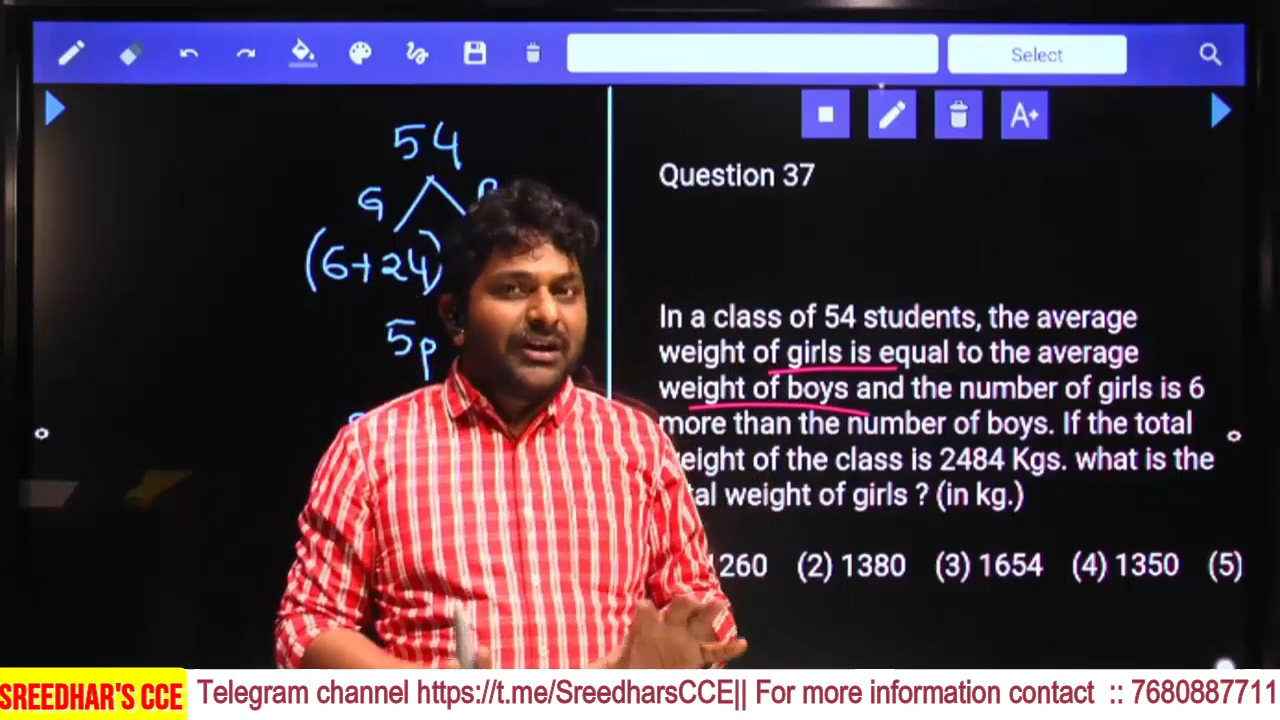 Select
A+
54
G
(6+24)
5p
Question 37
In a class of 54 students, the average
weight of girls is equal to the average
weight of boys and the number of girls is 6
more than the number of boys. If the total
weight of the class is 2484 Kgs. what is the
weight of girls ? (in kg.)
(2) 1380 (3) 1654 (4) 1350 (5)
SREEDHAR'S CCE Telegram channel https://t.me/SreedharsCCE|| For more information contact :: 7680887711